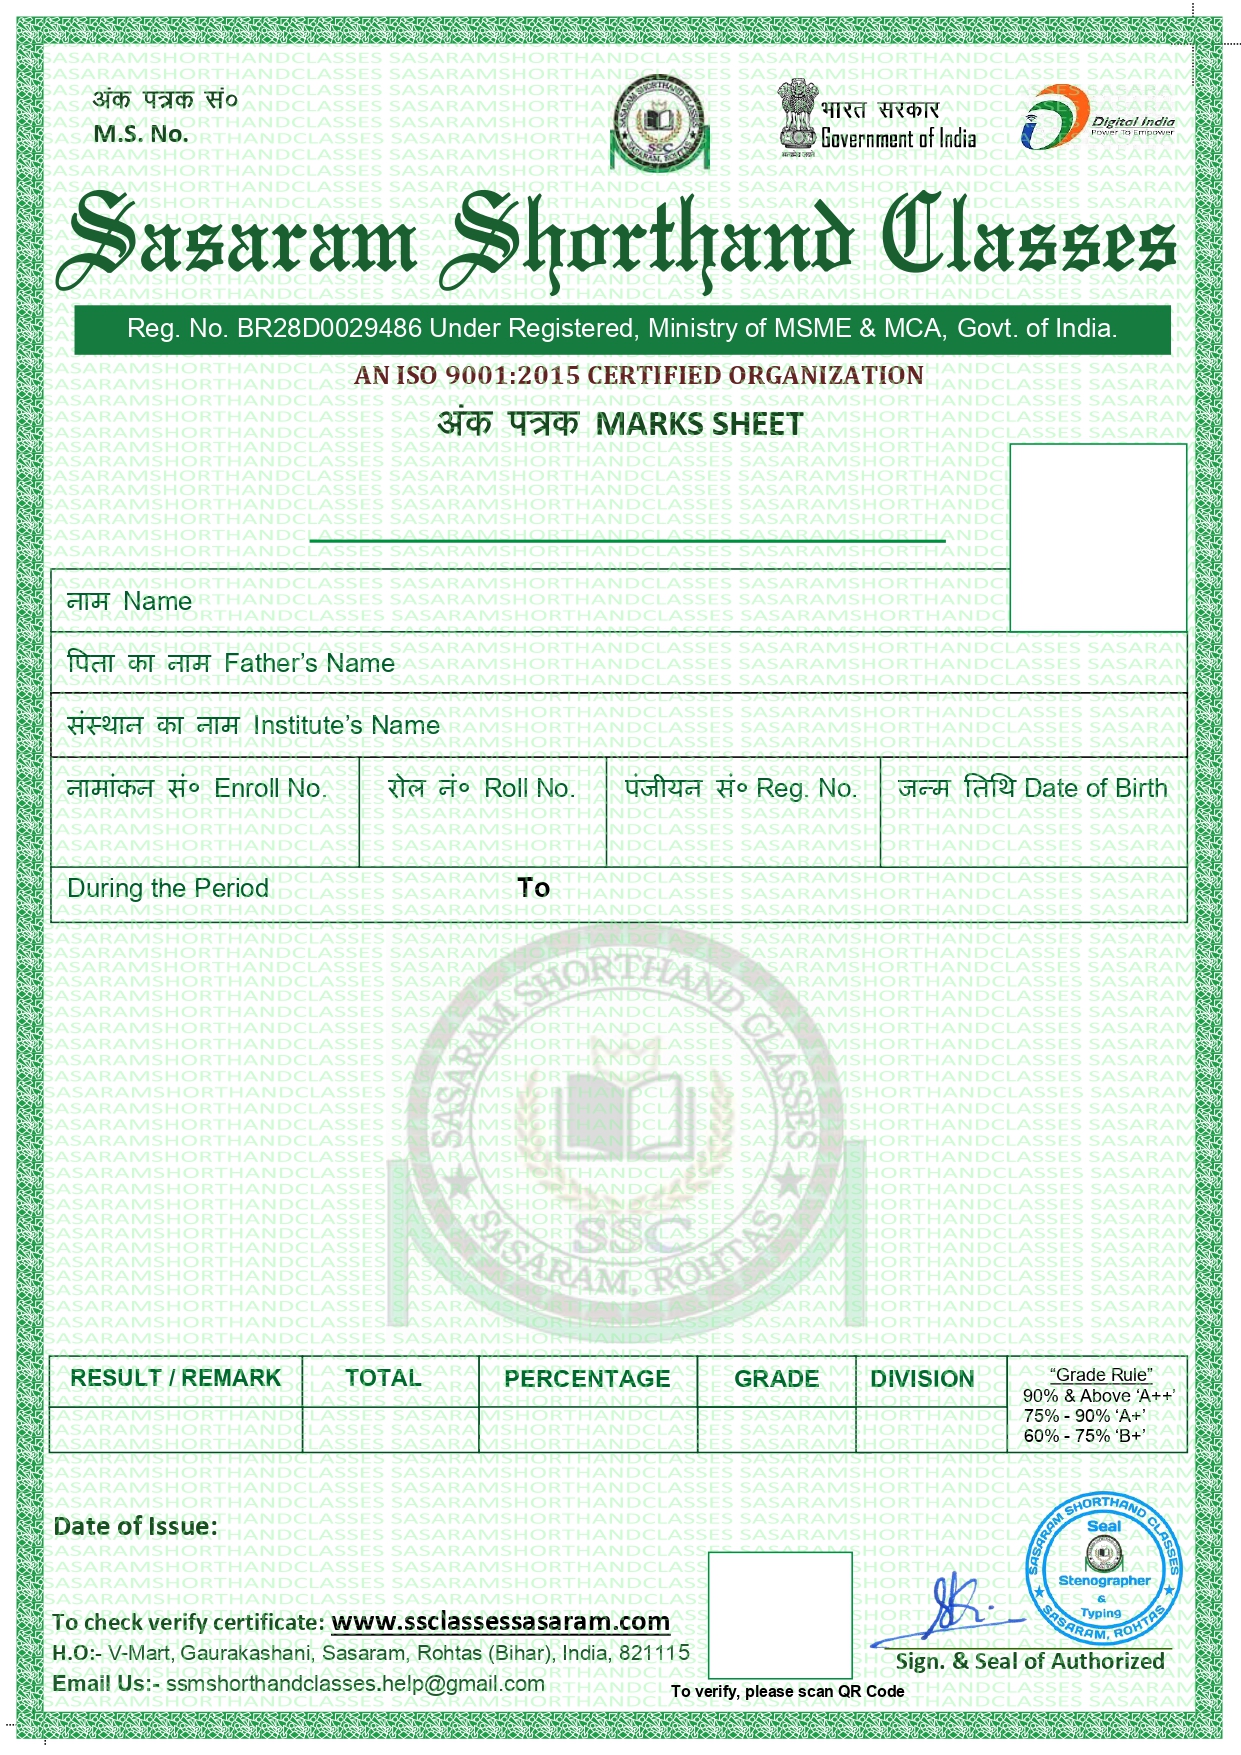 अंक पत्रक सं०
M.S. No.
SASARAM SHORTHAND CLASSES
SSC
SASARAM, ROHTAS
भारत सरकार
Government of India
सत्यमेव जयते
Digital India
Power To Empower
Sasaram Shorthand Classes
Reg. No. BR28D0029486 Under Registered, Ministry of MSME & MCA, Govt. of India.
AN ISO 9001:2015 CERTIFIED ORGANIZATION
अंक पत्रक MARKS SHEET
नाम Name
पिता का नाम Father's Name
संस्थान का नाम Institute's Name
नामांकन सं० Enroll No.
रोल नं० Roll No.
पंजीयन सं० Reg. No.
जन्म तिथि Date of Birth
During the Period To
SASARAM SHORTHAND CLASSES
SSC
SASARAM, ROHTAS
RESULT / REMARK
TOTAL
PERCENTAGE
GRADE
DIVISION
"Grade Rule"
90% & Above 'A++'
75% - 90% 'A+'
60% - 75% 'B+'
Date of Issue:
SASARAM SHORTHAND CLASSES
Seal
Stenographer
&
Typing
SASARAM, ROHTAS
To check verify certificate: www.ssclassessasaram.com
H.O:- V-Mart, Gaurakashani, Sasaram, Rohtas (Bihar), India, 821115
Email Us:- ssmshorthandclasses.help@gmail.com
To verify, please scan QR Code
Sign. & Seal of Authorized